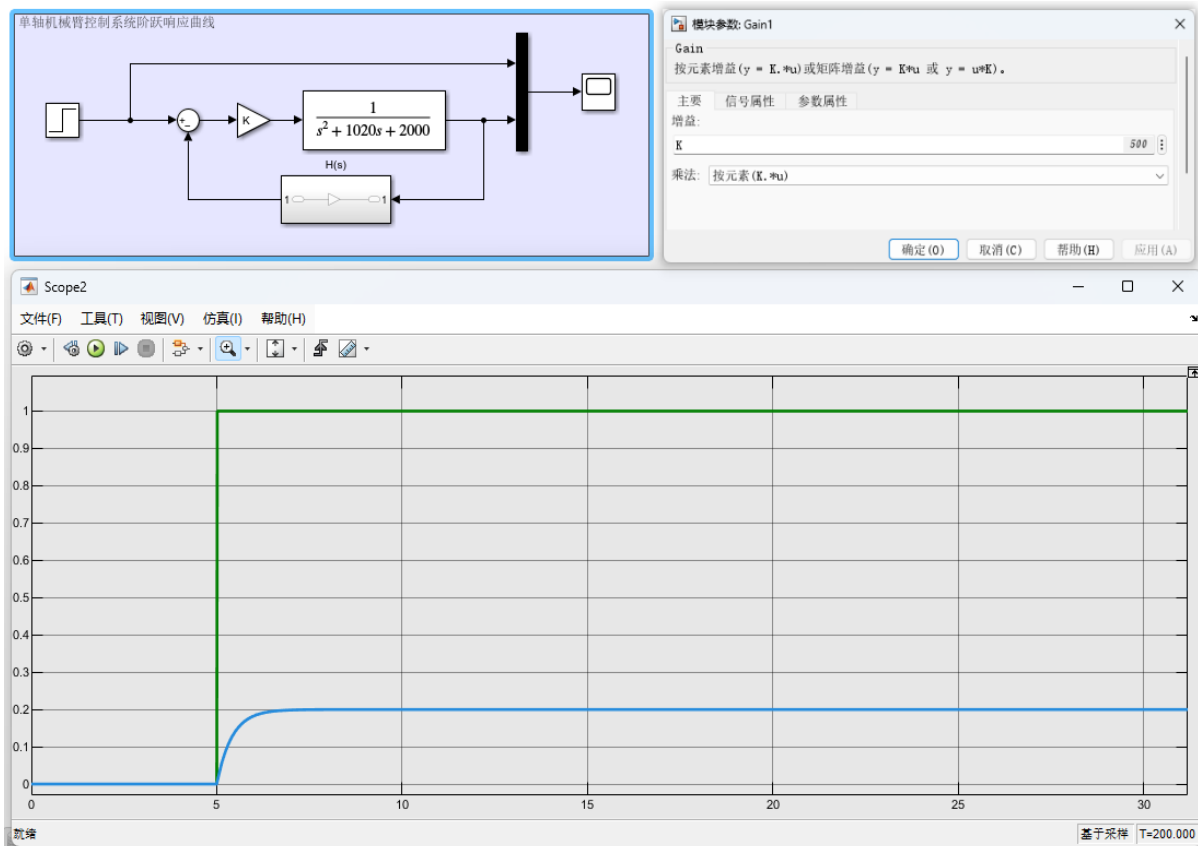 单轴机械臂控制系统阶跃响应曲线
+
-
K
1
s² + 1020s + 2000
H(s)
1
1
模块参数: Gain1
Gain
按元素增益(y = K.*u)或矩阵增益(y = K*u 或 y = u*K)。
主要 信号属性 参数属性
增益:
K 500
乘法: 按元素(K.*u)
确定(O) 取消(C) 帮助(H) 应用(A)
Scope2
文件(F) 工具(T) 视图(V) 仿真(I) 帮助(H)
1
0.9
0.8
0.7
0.6
0.5
0.4
0.3
0.2
0.1
0
0 5 10 15 20 25 30
就绪 基于采样 T=200.000